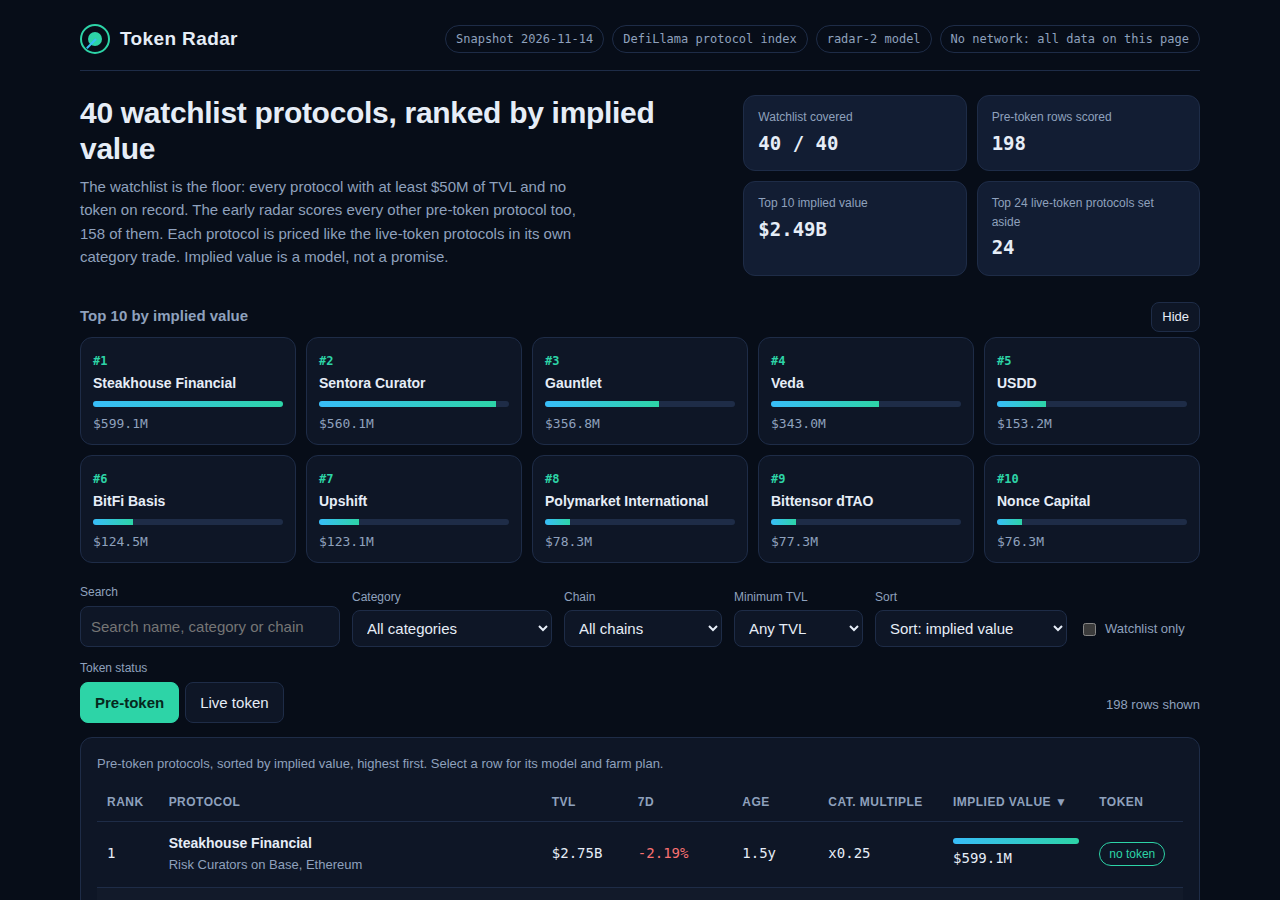 Token Radar
Snapshot 2026-11-14
DefiLlama protocol index
radar-2 model
No network: all data on this page
40 watchlist protocols, ranked by implied
value
The watchlist is the floor: every protocol with at least $50M of TVL and no
token on record. The early radar scores every other pre-token protocol too,
158 of them. Each protocol is priced like the live-token protocols in its own
category trade. Implied value is a model, not a promise.
Watchlist covered
40 / 40
Pre-token rows scored
198
Top 10 implied value
$2.49B
Top 24 live-token protocols set
aside
24
Top 10 by implied value
Hide
#1
Steakhouse Financial
$599.1M
#2
Sentora Curator
$560.1M
#3
Gauntlet
$356.8M
#4
Veda
$343.0M
#5
USDD
$153.2M
#6
BitFi Basis
$124.5M
#7
Upshift
$123.1M
#8
Polymarket International
$78.3M
#9
Bittensor dTAO
$77.3M
#10
Nonce Capital
$76.3M
Search
Search name, category or chain
Category
All categories
Chain
All chains
Minimum TVL
Any TVL
Sort
Sort: implied value
Watchlist only
Token status
Pre-token
Live token
198 rows shown
Pre-token protocols, sorted by implied value, highest first. Select a row for its model and farm plan.
RANK PROTOCOL TVL 7D AGE CAT. MULTIPLE IMPLIED VALUE ▼ TOKEN
1 Steakhouse Financial $2.75B -2.19% 1.5y x0.25 $599.1M no token
Risk Curators on Base, Ethereum